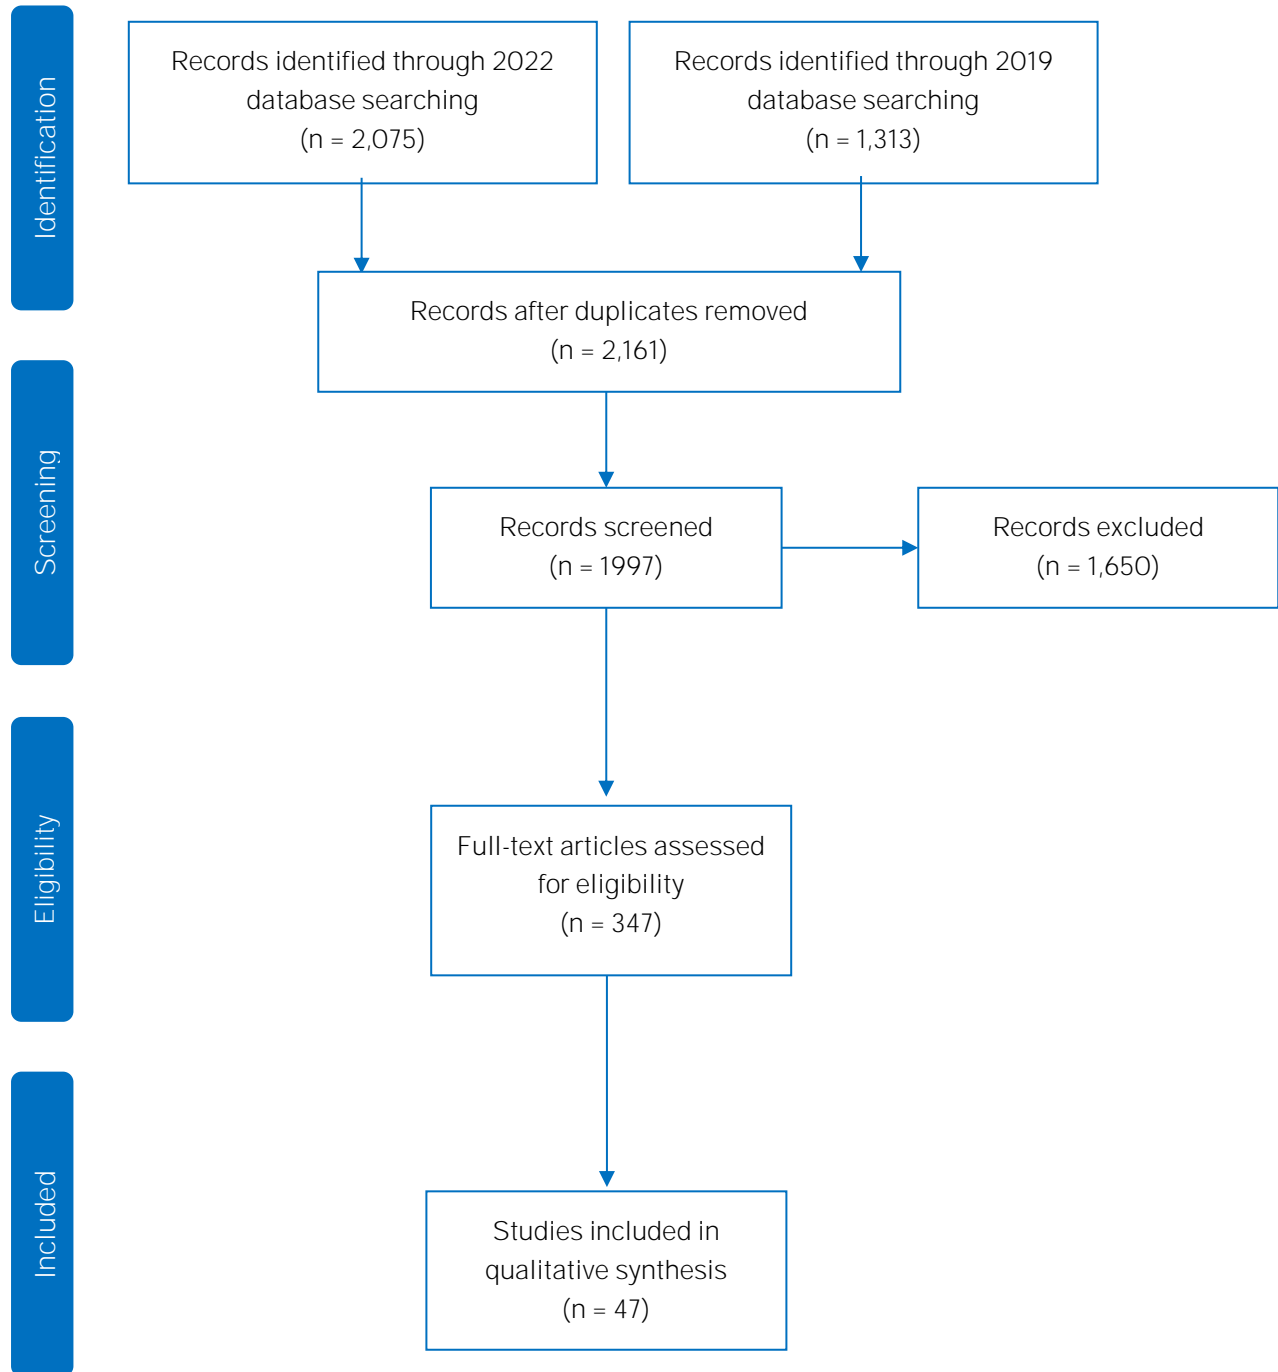 Identification
Records identified through 2022
database searching
(n = 2,075)
Records identified through 2019
database searching
(n = 1,313)
Records after duplicates removed
(n = 2,161)
Screening
Records screened
(n = 1997)
Records excluded
(n = 1,650)
Eligibility
Full-text articles assessed
for eligibility
(n = 347)
Included
Studies included in
qualitative synthesis
(n = 47)